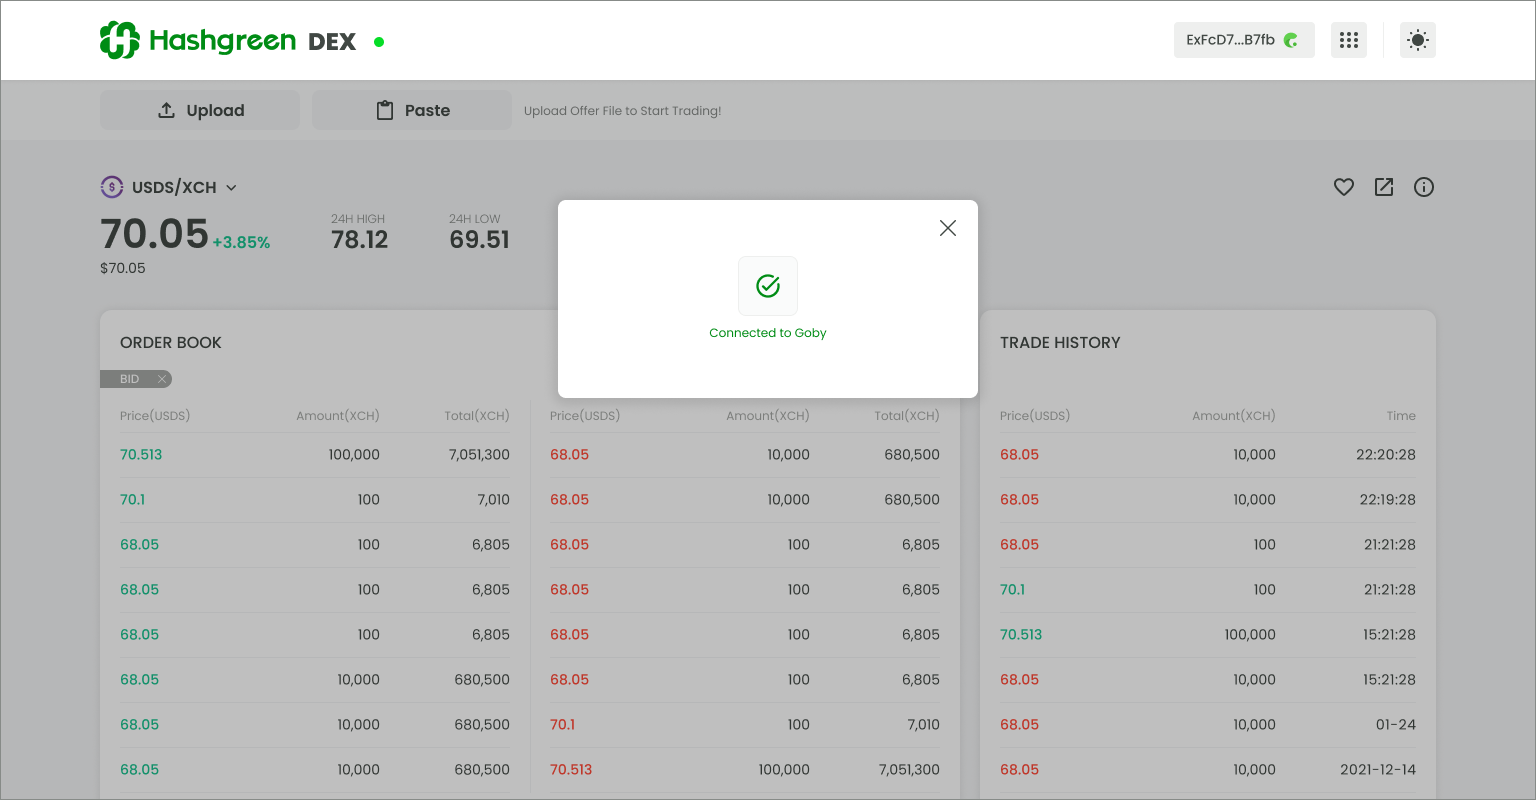 Hashgreen DEX
ExFcD7...B7fb
Upload
Paste
Upload Offer File to Start Trading!
USDS/XCH
70.05 +3.85%
$70.05
24H HIGH
78.12
24H LOW
69.51
Connected to Goby
ORDER BOOK
BID
Price(USDS) Amount(XCH) Total(XCH)
70.513 100,000 7,051,300
70.1 100 7,010
68.05 100 6,805
68.05 100 6,805
68.05 100 6,805
68.05 10,000 680,500
68.05 10,000 680,500
68.05 10,000 680,500
Price(USDS) Amount(XCH) Total(XCH)
68.05 10,000 680,500
68.05 10,000 680,500
68.05 100 6,805
68.05 100 6,805
68.05 100 6,805
68.05 100 6,805
70.1 100 7,010
70.513 100,000 7,051,300
TRADE HISTORY
Price(USDS) Amount(XCH) Time
68.05 10,000 22:20:28
68.05 10,000 22:19:28
68.05 100 21:21:28
70.1 100 21:21:28
70.513 100,000 15:21:28
68.05 10,000 15:21:28
68.05 10,000 01-24
68.05 10,000 2021-12-14